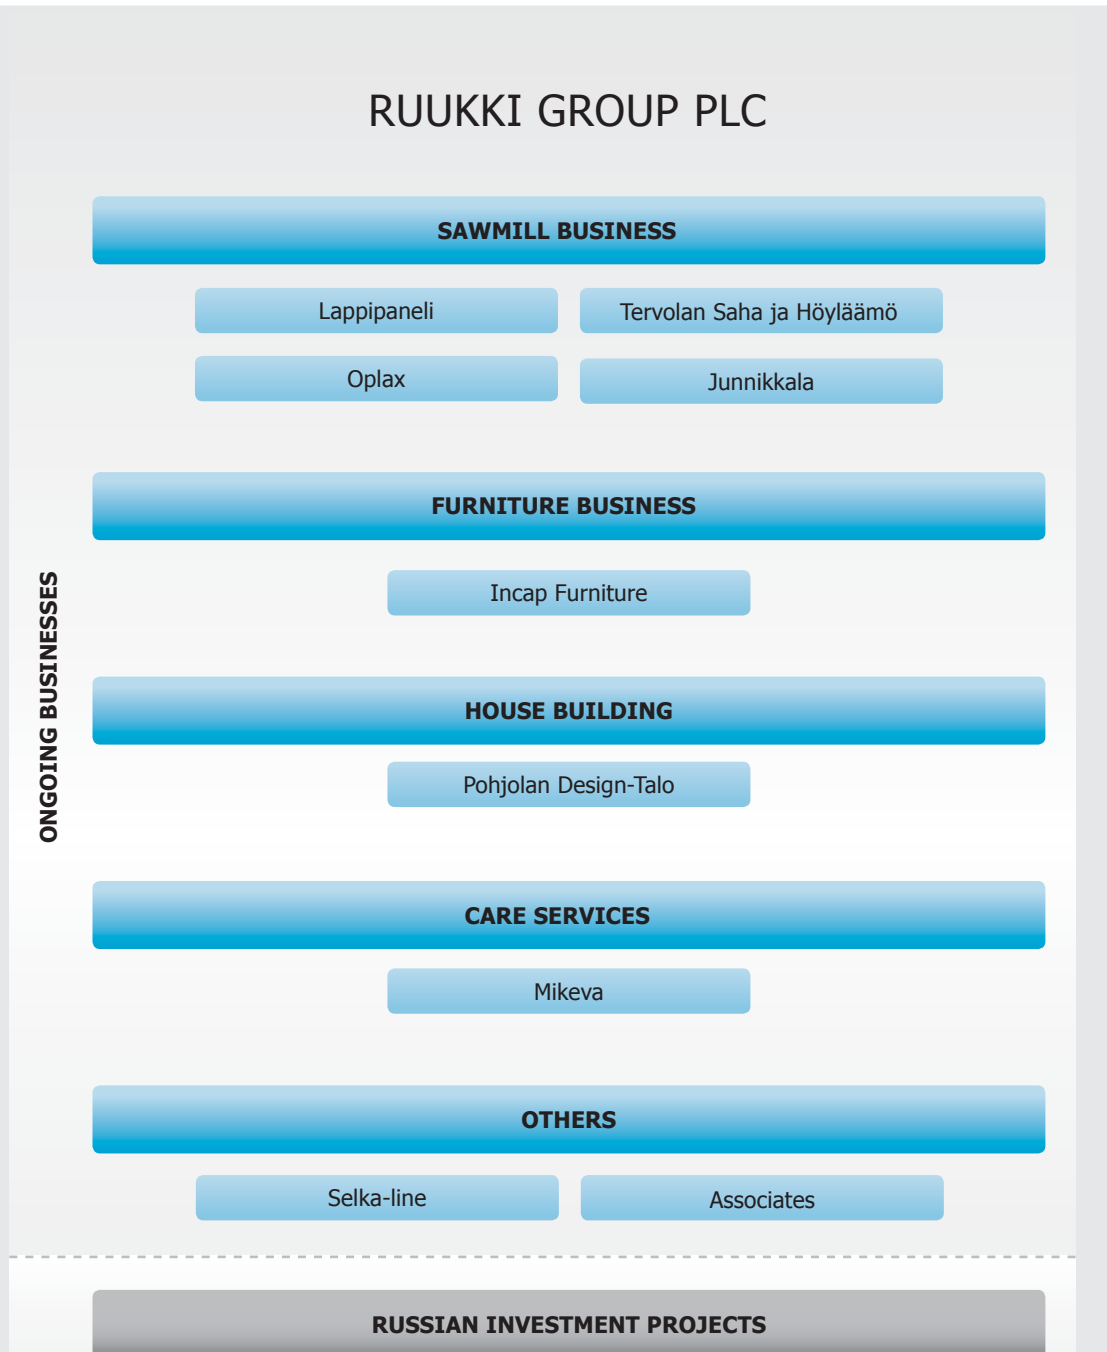 RUUKKI GROUP PLC
SAWMILL BUSINESS
Lappipaneli
Tervolan Saha ja Höyläämö
Oplax
Junnikkala
FURNITURE BUSINESS
Incap Furniture
ONGOING BUSINESSES
HOUSE BUILDING
Pohjolan Design-Talo
CARE SERVICES
Mikeva
OTHERS
Selka-line
Associates
RUSSIAN INVESTMENT PROJECTS